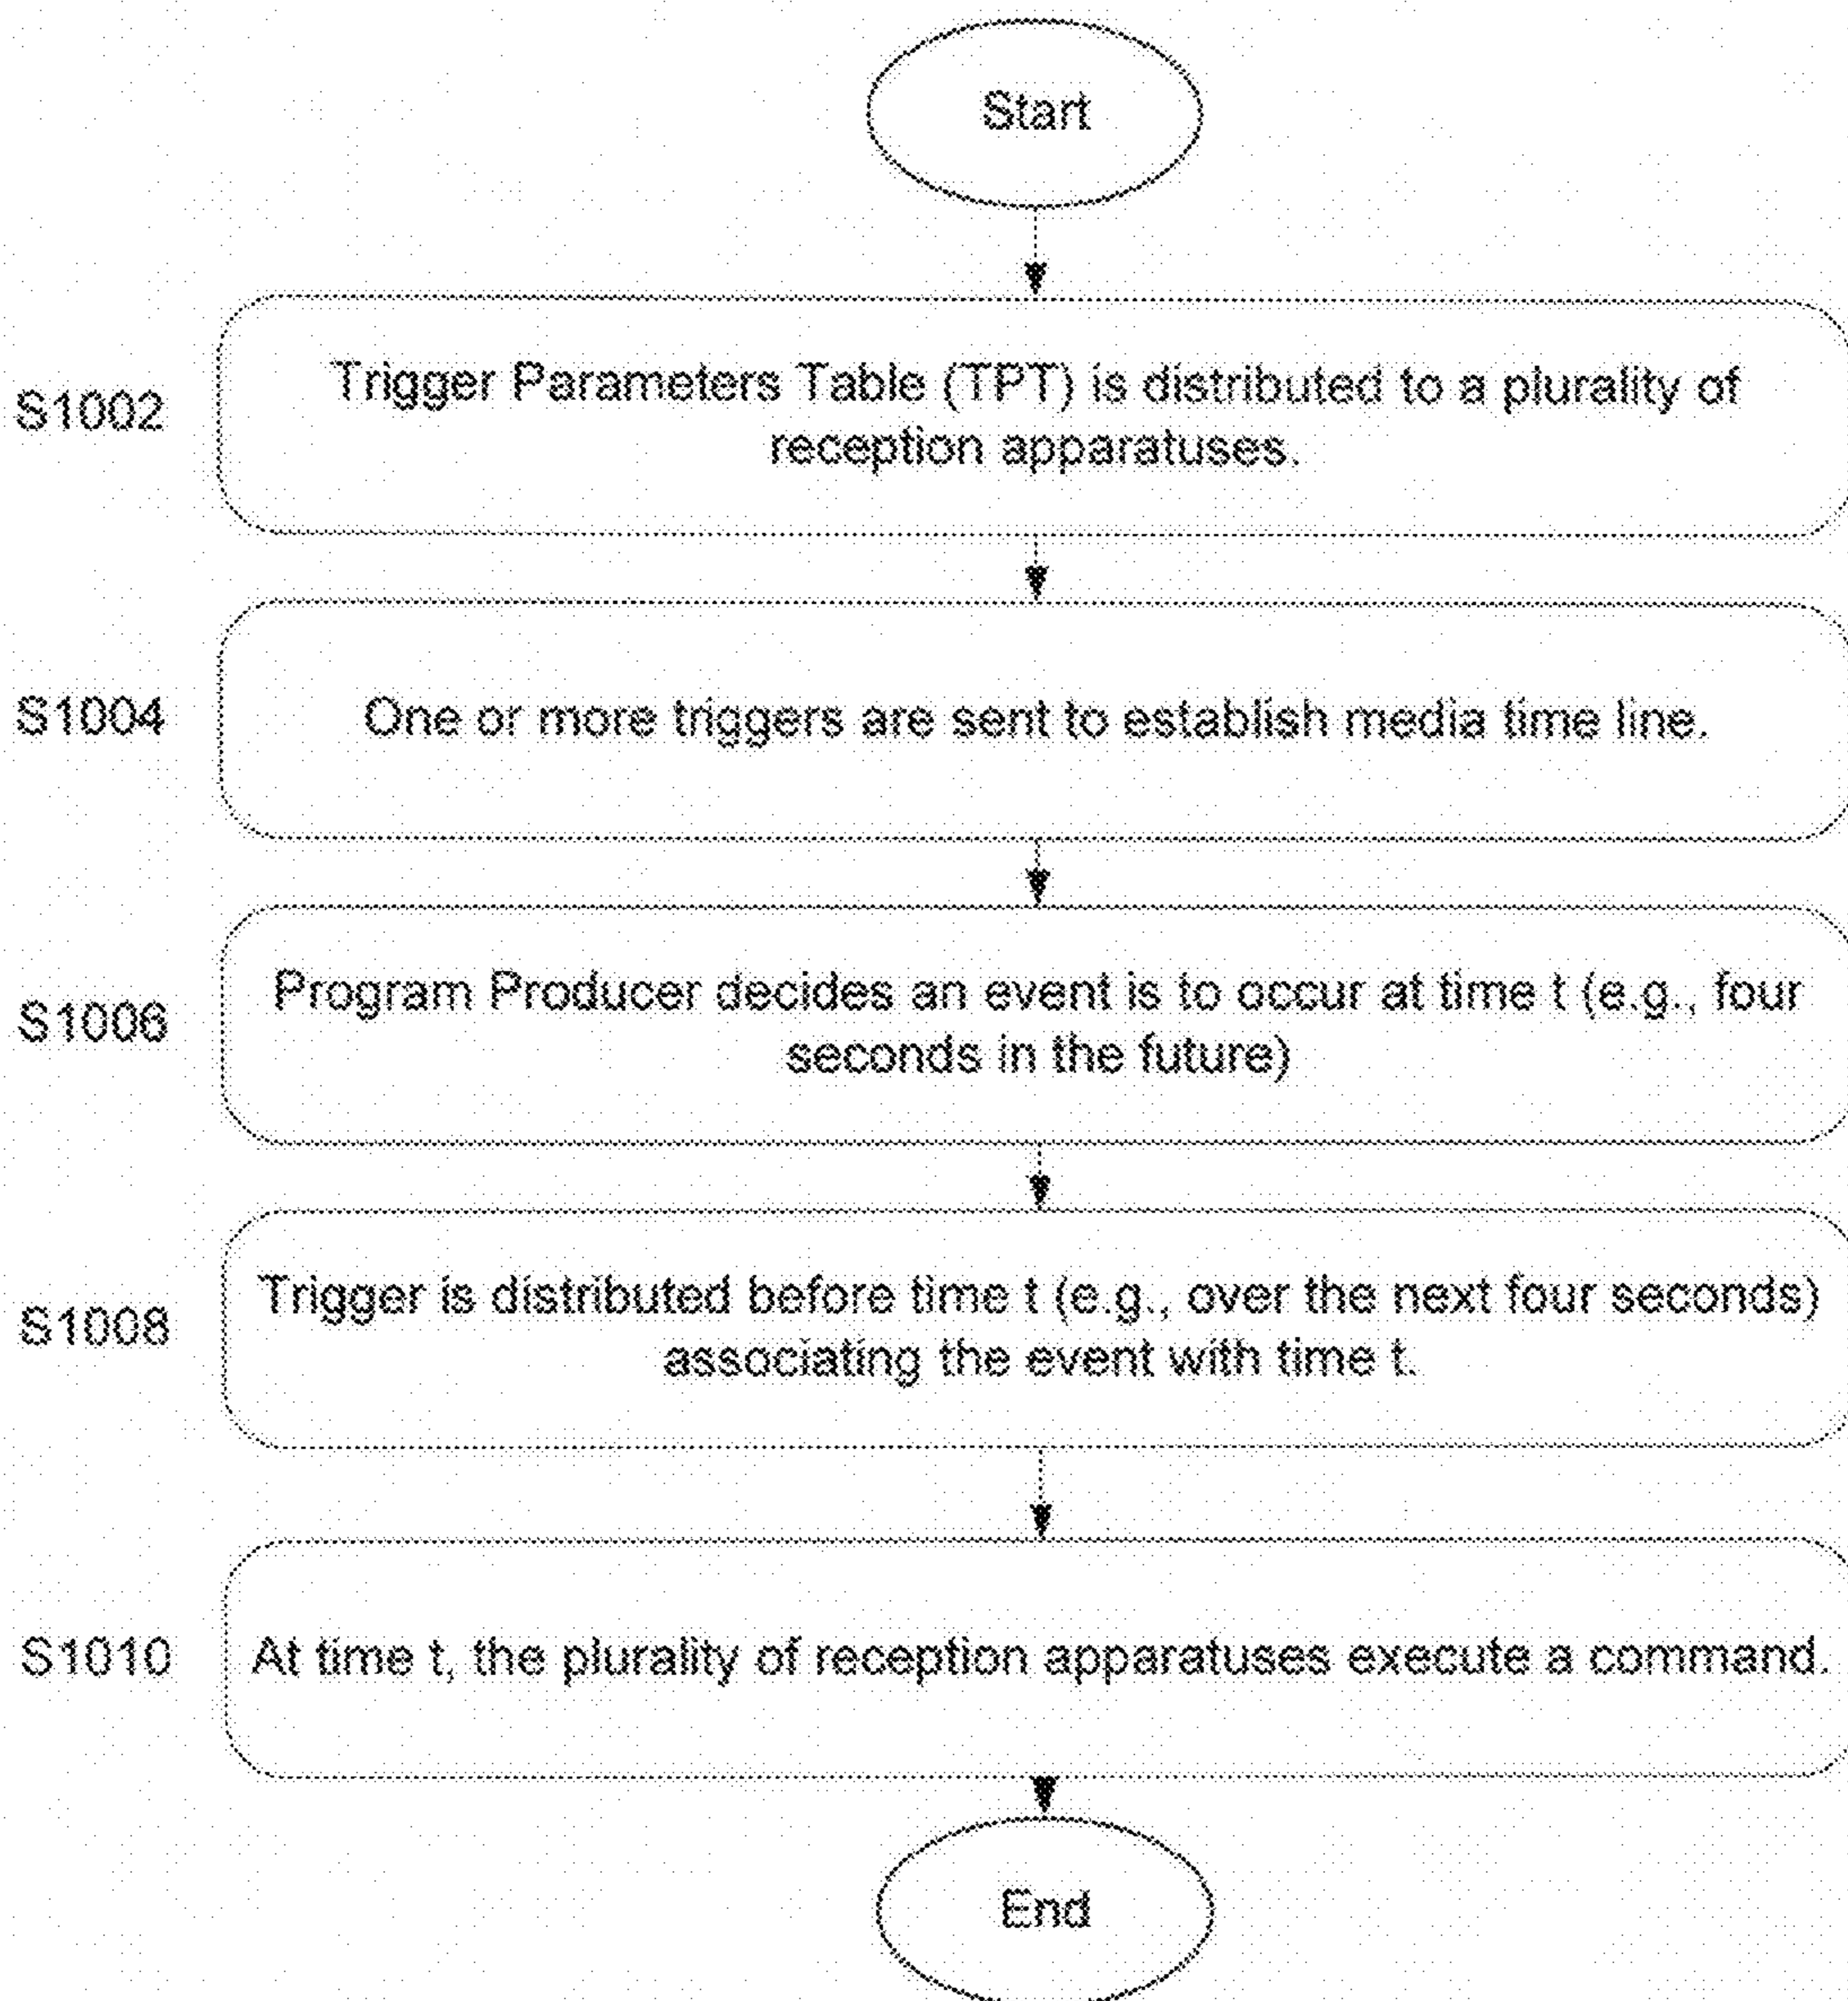 Start
S1002
Trigger Parameters Table (TPT) is distributed to a plurality of
reception apparatuses.
S1004
One or more triggers are sent to establish media time line.
S1006
Program Producer decides an event is to occur at time t (e.g., four
seconds in the future)
S1008
Trigger is distributed before time t (e.g., over the next four seconds)
associating the event with time t.
S1010
At time t, the plurality of reception apparatuses execute a command.
End